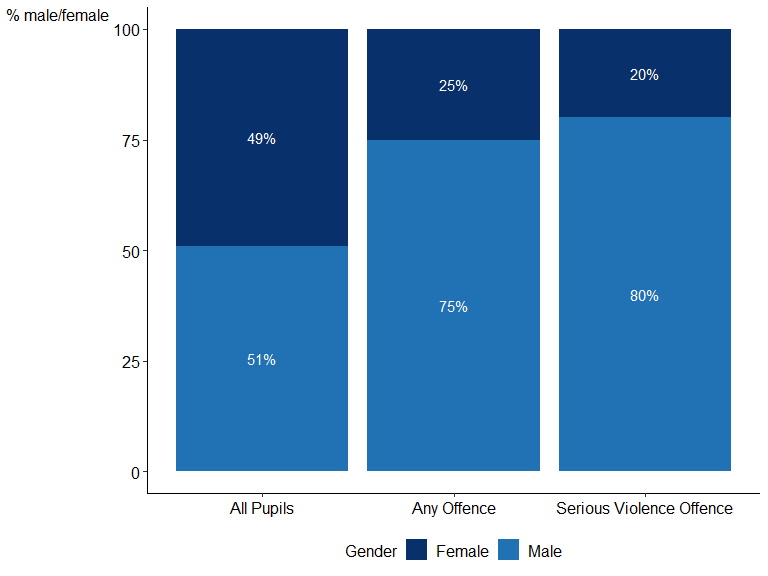 % male/female
100
75
50
25
0
49%
51%
25%
75%
20%
80%
All Pupils
Any Offence
Serious Violence Offence
Gender Female Male